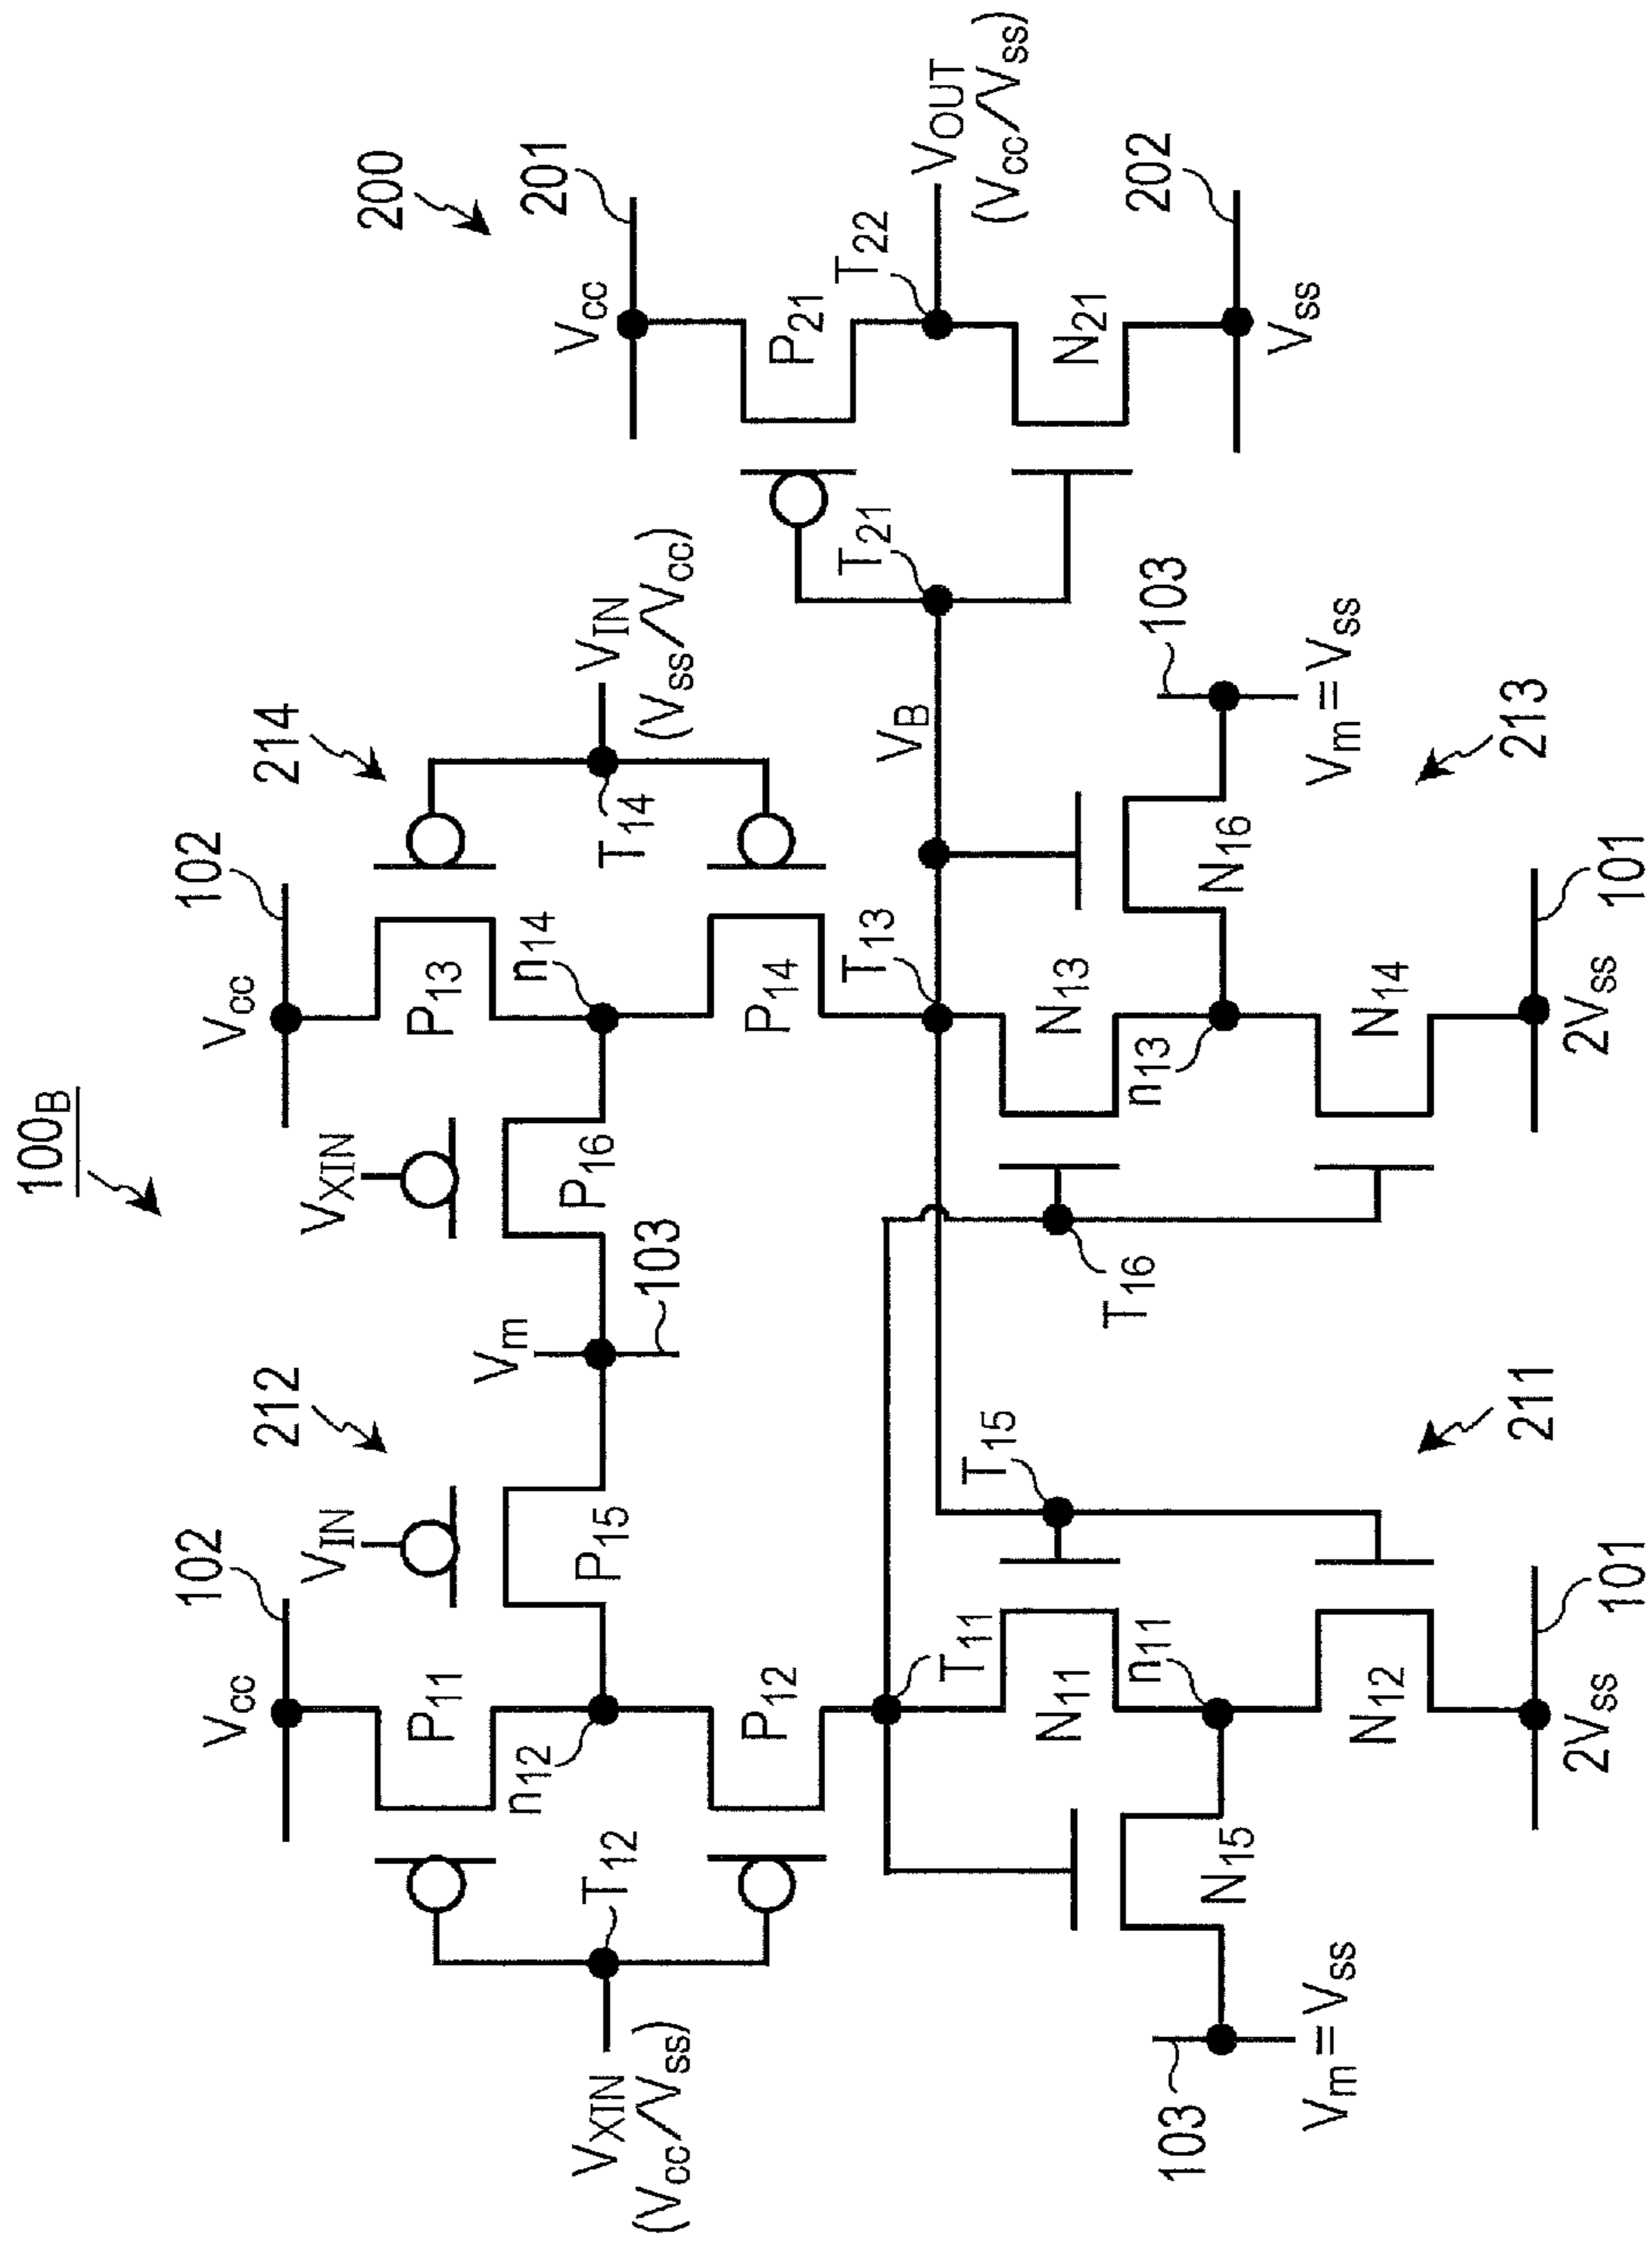 100B
102
VCC
VXIN
P11
n12
T12
VXIN
(VCC/VSS)
P12
VIN
P15
212
Vm
103
VXIN
P16
102
VCC
P13
n14
214
T14
VIN
(VSS/VCC)
P14
T13
VB
T11
N11
n11
N15
103
Vm=VSS
N12
2VSS
101
T15
211
T16
N13
n13
N16
103
Vm=VSS
N14
2VSS
101
213
200
201
VCC
P21
T21
T22
VOUT
(VCC/VSS)
N21
202
VSS